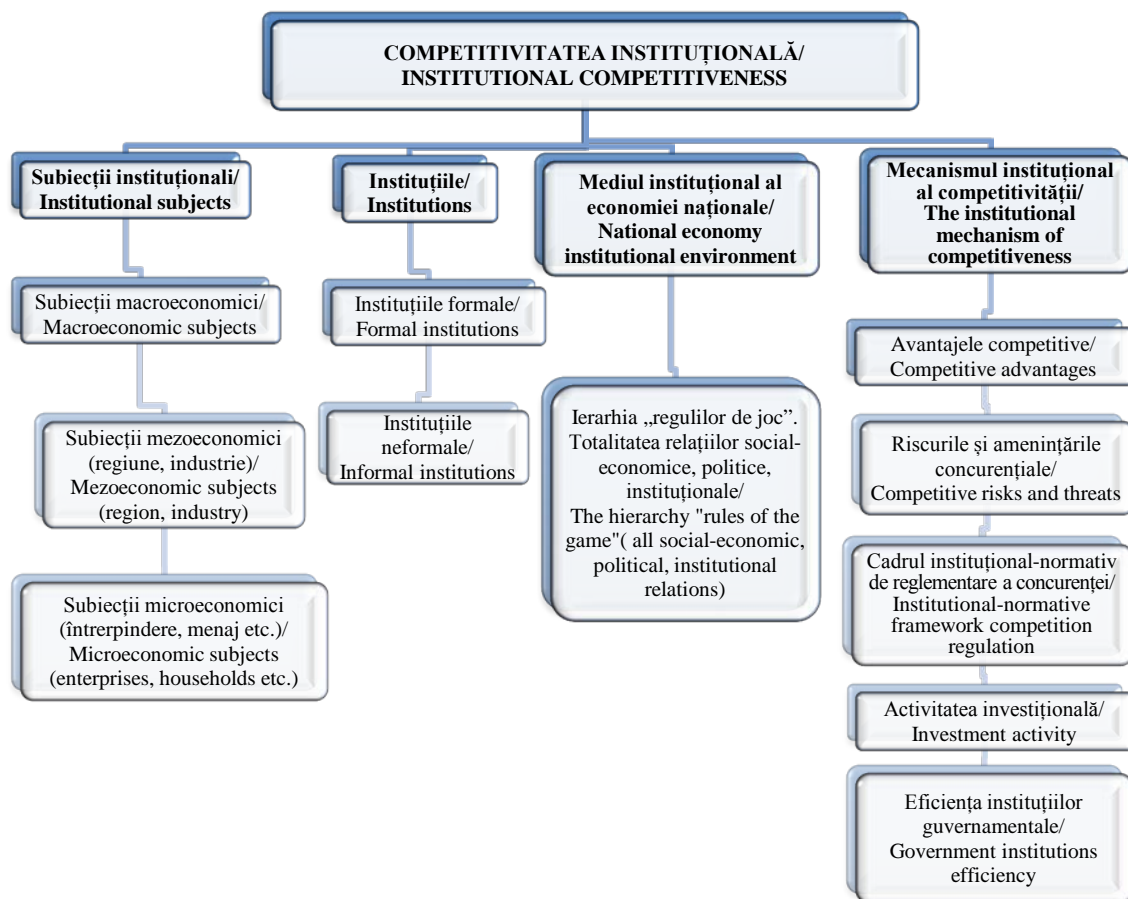 COMPETITIVITATEA INSTITUȚIONALĂ/
INSTITUTIONAL COMPETITIVENESS
Subiecții instituționali/
Institutional subjects
Subiecții macroeconomici/
Macroeconomic subjects
Subiecții mezoeconomici
(regiune, industrie)/
Mezoeconomic subjects
(region, industry)
Subiecții microeconomici
(întrerpindere, menaj etc.)/
Microeconomic subjects
(enterprises, households etc.)
Instituțiile/
Institutions
Instituțiile formale/
Formal institutions
Instituțiile
neformale/
Informal institutions
Mediul instituțional al
economiei naționale/
National economy
institutional environment
Ierarhia „regulilor de joc”.
Totalitatea relațiilor social-
economice, politice,
instituționale/
The hierarchy "rules of the
game"( all social-economic,
political, institutional
relations)
Mecanismul instituțional
al competitivității/
The institutional
mechanism of
competitiveness
Avantajele competitive/
Competitive advantages
Riscurile și amenințările
concurențiale/
Competitive risks and threats
Cadrul instituțional-normativ
de reglementare a concurenței/
Institutional-normative
framework competition
regulation
Activitatea investițională/
Investment activity
Eficiența instituțiilor
guvernamentale/
Government institutions
efficiency